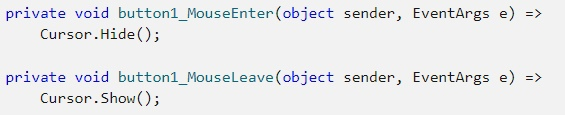 private void button1_MouseEnter(object sender, EventArgs e) =>
    Cursor.Hide();

private void button1_MouseLeave(object sender, EventArgs e) =>
    Cursor.Show();